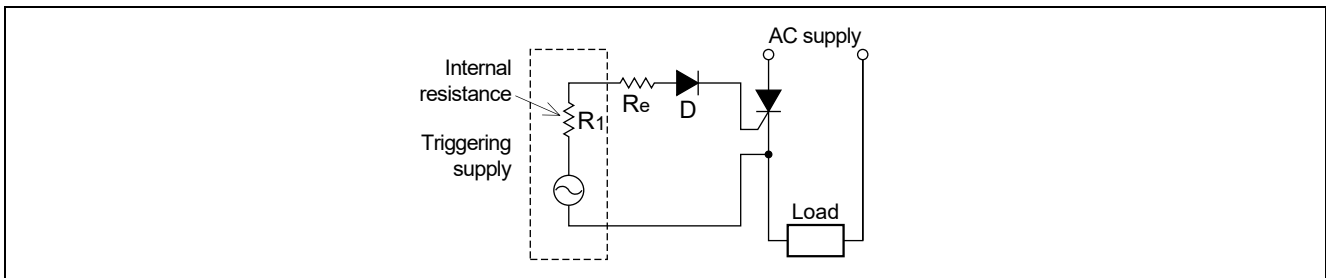 AC supply
Internal
resistance
Re
D
R1
Triggering
supply
Load